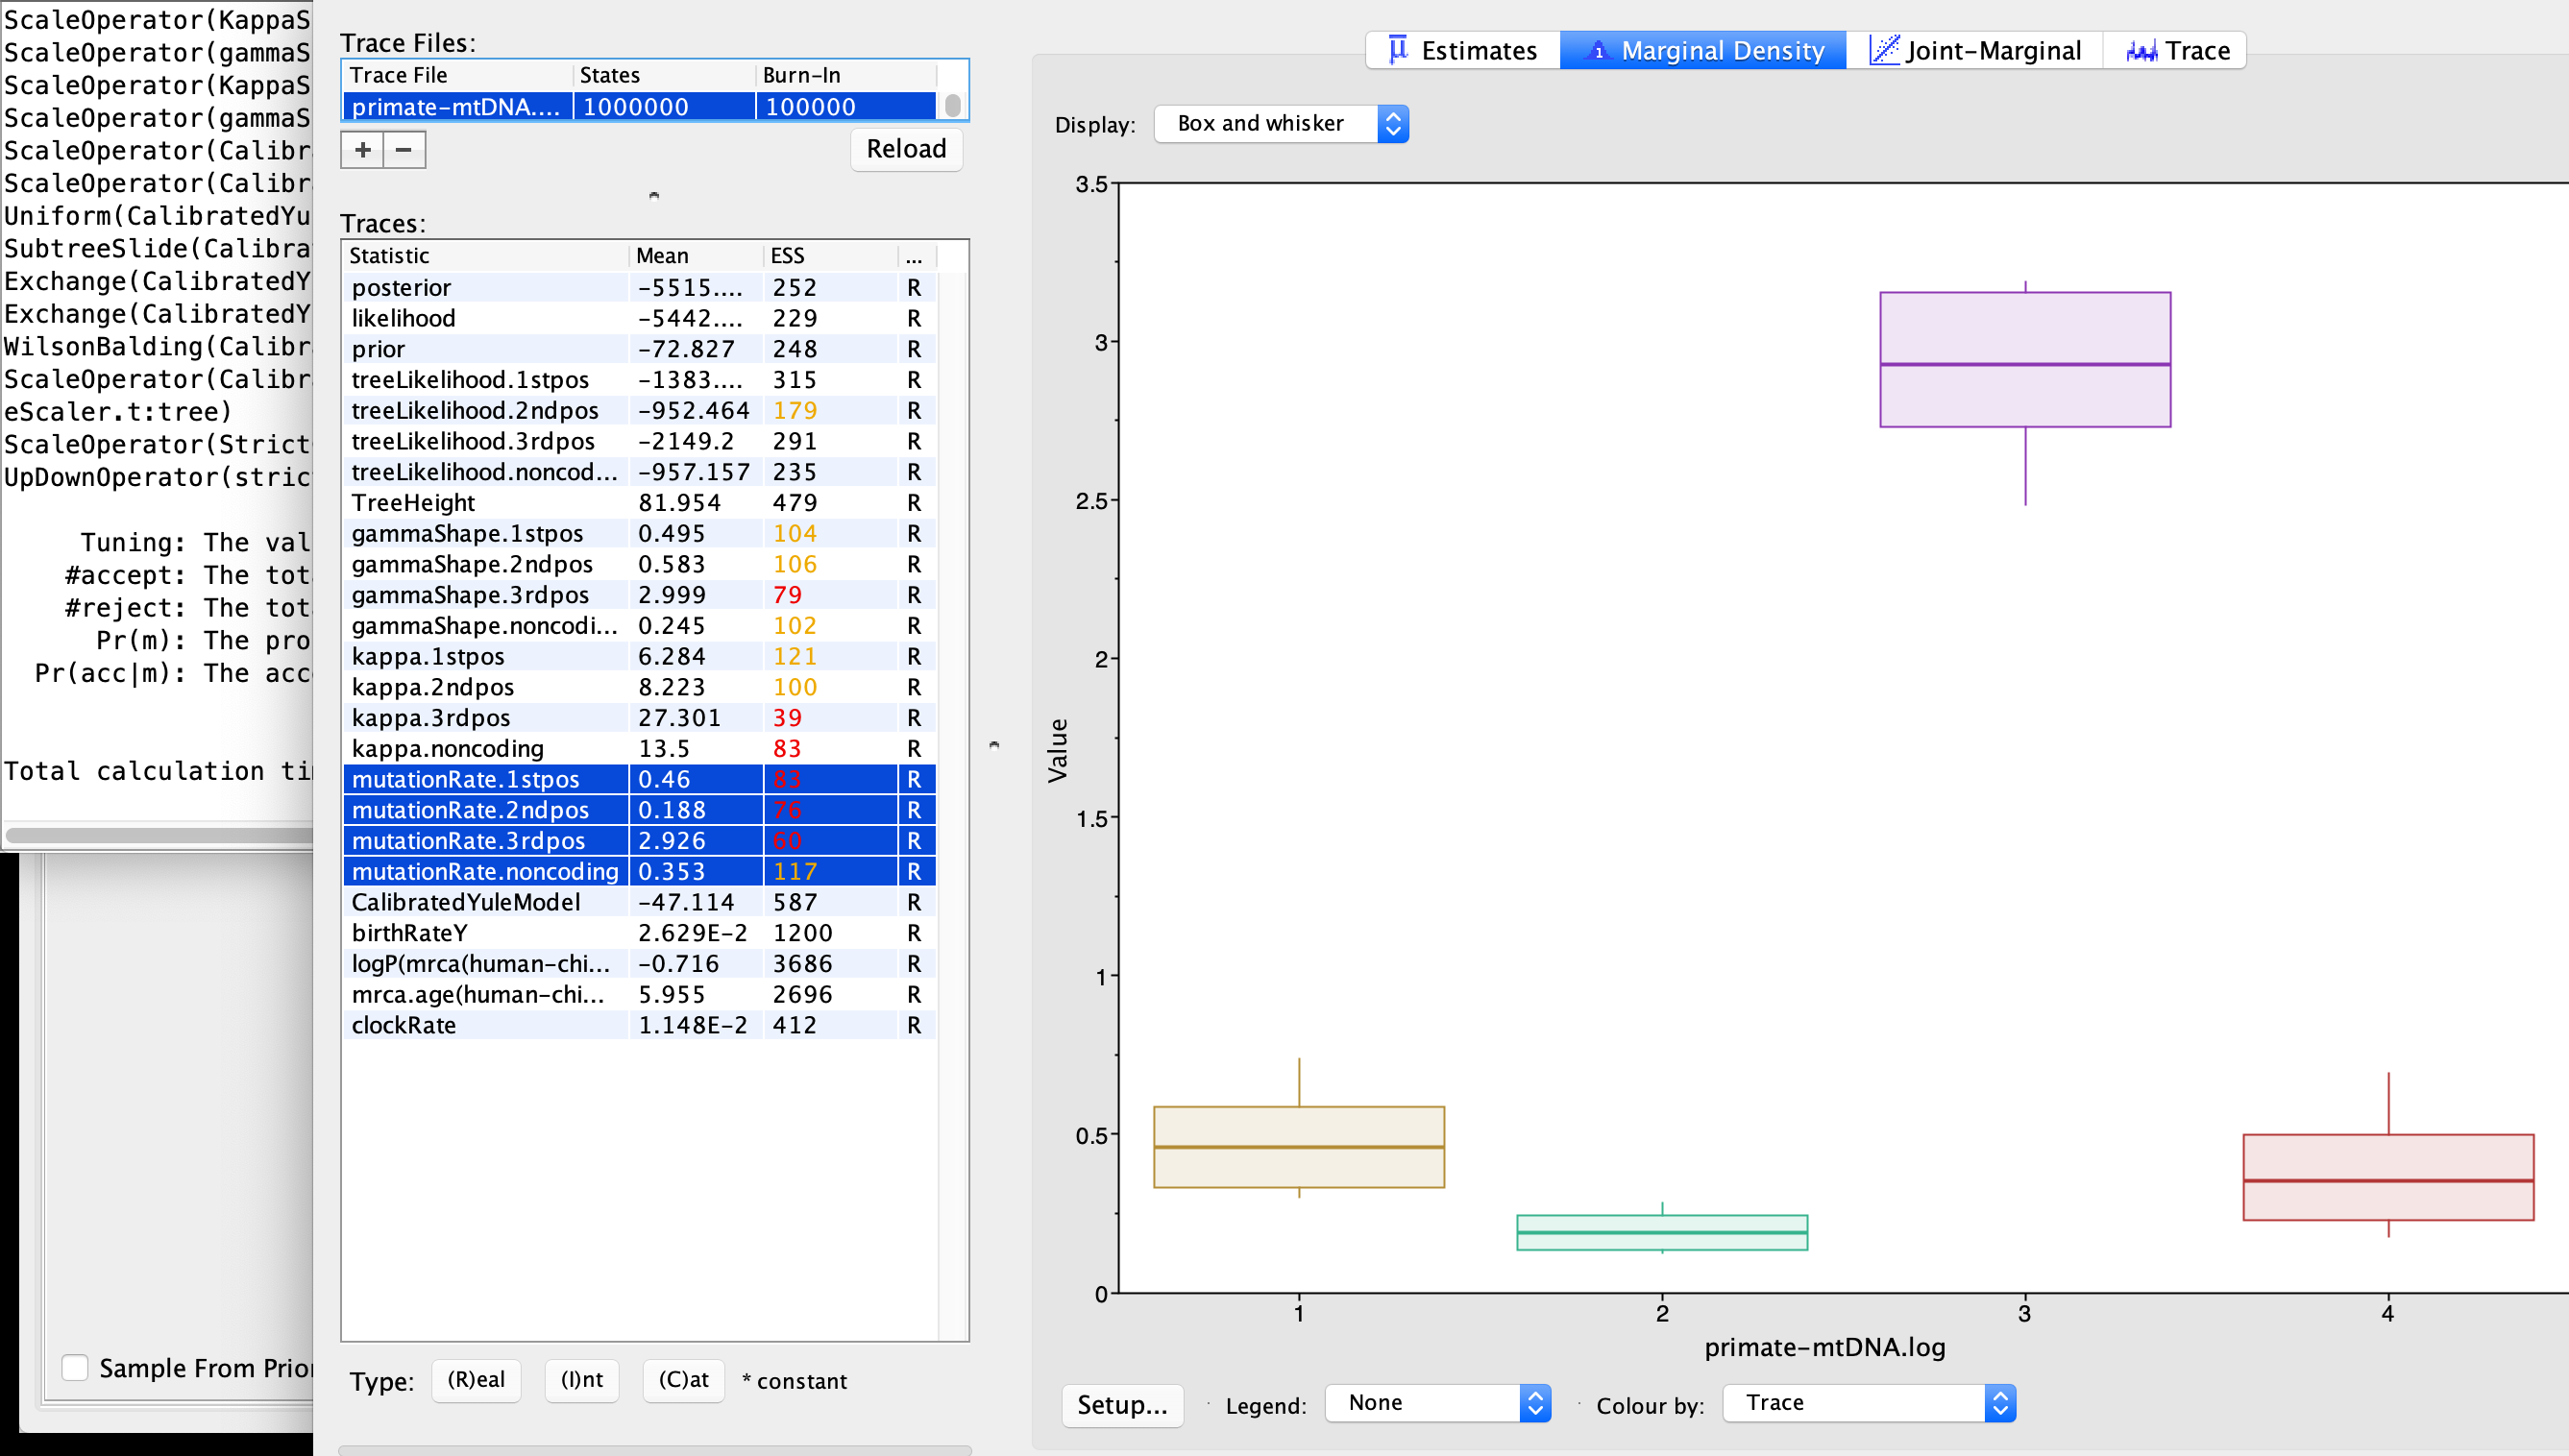 ScaleOperator(KappaS
ScaleOperator(gammaS
ScaleOperator(KappaS
ScaleOperator(gammaS
ScaleOperator(Calibr
ScaleOperator(Calibr
Uniform(CalibratedYu
SubtreeSlide(Calibra
Exchange(CalibratedY
Exchange(CalibratedY
WilsonBalding(Calibr
ScaleOperator(Calibr
eScaler.t:tree)
ScaleOperator(Strict
UpDownOperator(stric
Tuning: The val
#accept: The tot
#reject: The tot
Pr(m): The pro
Pr(acc|m): The acc
Total calculation ti
Sample From Prio
Trace Files:
Trace File States Burn-In
primate-mtDNA.... 1000000 100000
+ −
Reload
Traces:
Statistic Mean ESS ...
posterior -5515.... 252 R
likelihood -5442.... 229 R
prior -72.827 248 R
treeLikelihood.1stpos -1383.... 315 R
treeLikelihood.2ndpos -952.464 179 R
treeLikelihood.3rdpos -2149.2 291 R
treeLikelihood.noncod... -957.157 235 R
TreeHeight 81.954 479 R
gammaShape.1stpos 0.495 104 R
gammaShape.2ndpos 0.583 106 R
gammaShape.3rdpos 2.999 79 R
gammaShape.noncodi... 0.245 102 R
kappa.1stpos 6.284 121 R
kappa.2ndpos 8.223 100 R
kappa.3rdpos 27.301 39 R
kappa.noncoding 13.5 83 R
mutationRate.1stpos 0.46 83 R
mutationRate.2ndpos 0.188 76 R
mutationRate.3rdpos 2.926 60 R
mutationRate.noncoding 0.353 117 R
CalibratedYuleModel -47.114 587 R
birthRateY 2.629E-2 1200 R
logP(mrca(human-chi... -0.716 3686 R
mrca.age(human-chi... 5.955 2696 R
clockRate 1.148E-2 412 R
Type: (R)eal (I)nt (C)at * constant
Estimates Marginal Density Joint-Marginal Trace
Display: Box and whisker
3.5
3
2.5
2
1.5
1
0.5
0
Value
1 2 3 4
primate-mtDNA.log
Setup... Legend: None Colour by: Trace